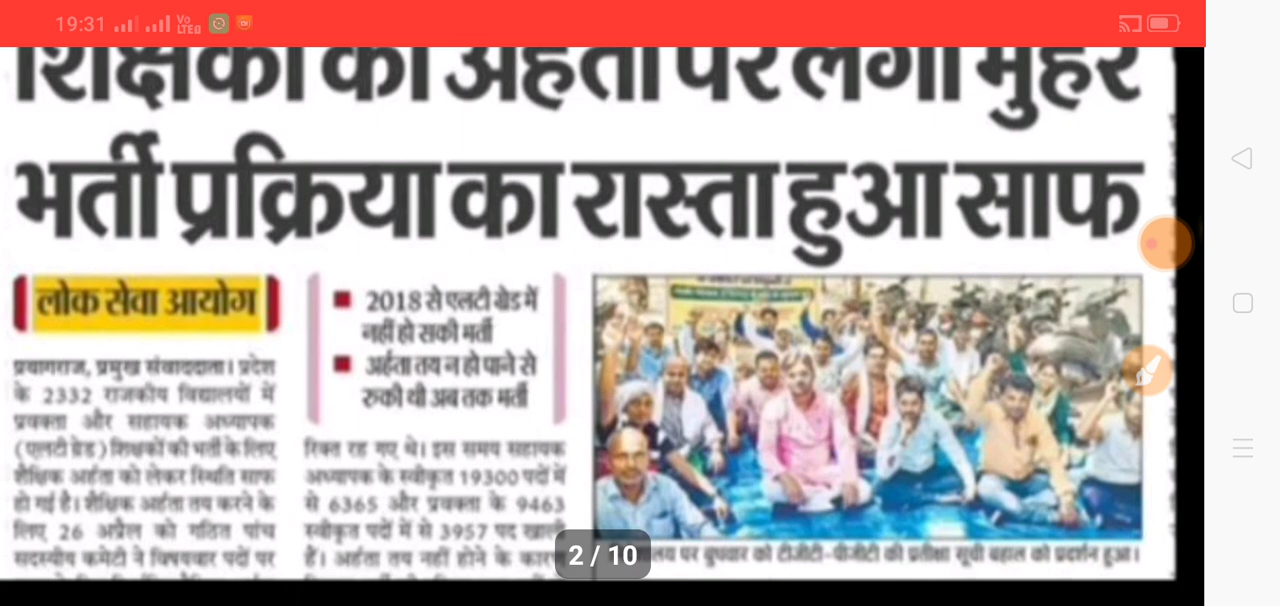 19:31
Vo
LTE
शिक्षकों की अर्हता पर लगी मुहर
भर्ती प्रक्रिया का रास्ता हुआ साफ
लोक सेवा आयोग
प्रयागराज, प्रमुख संवाददाता। प्रदेश
के 2332 राजकीय विद्यालयों में
प्रवक्ता और सहायक अध्यापक
(एलटी ग्रेड) शिक्षकों की भर्ती के लिए
शैक्षिक अर्हता को लेकर स्थिति साफ
हो गई है। शैक्षिक अर्हता तय करने के
लिए 26 अप्रैल को गठित पांच
सदस्यीय कमेटी ने विषयवार पदों पर
2018 से एलटी ग्रेड में
नहीं हो सकी भर्ती
अर्हता तय न हो पाने से
रुकी थी अब तक भर्ती
रिक्त रह गए थे। इस समय सहायक
अध्यापक के स्वीकृत 19300 पदों में
से 6365 और प्रवक्ता के 9463
स्वीकृत पदों में से 3957 पद खाली
हैं। अर्हता तय नहीं होने के कारण
पर बुधवार को टीजीटी-पीजीटी की प्रतीक्षा सूची बहाल को प्रदर्शन हुआ।
2 / 10